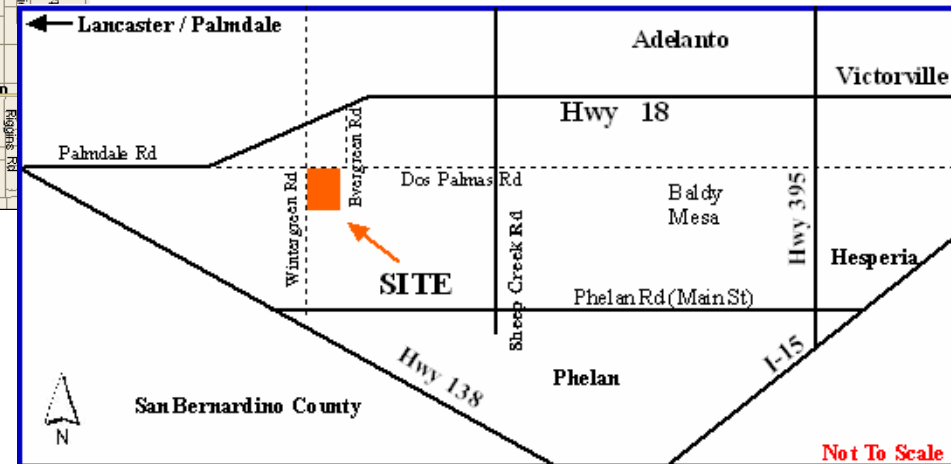 Lancaster / Palmdale
Adelanto
Victorville
Hwy 18
Riggins Rd
Palmdale Rd
Evergreen Rd
Wintergreen Rd
Dos Palmas Rd
Baldy
Mesa
Hwy 395
Sheep Creek Rd
Hesperia
SITE
Phelan Rd (Main St)
I-15
Hwy 138
Phelan
San Bernardino County
N
Not To Scale